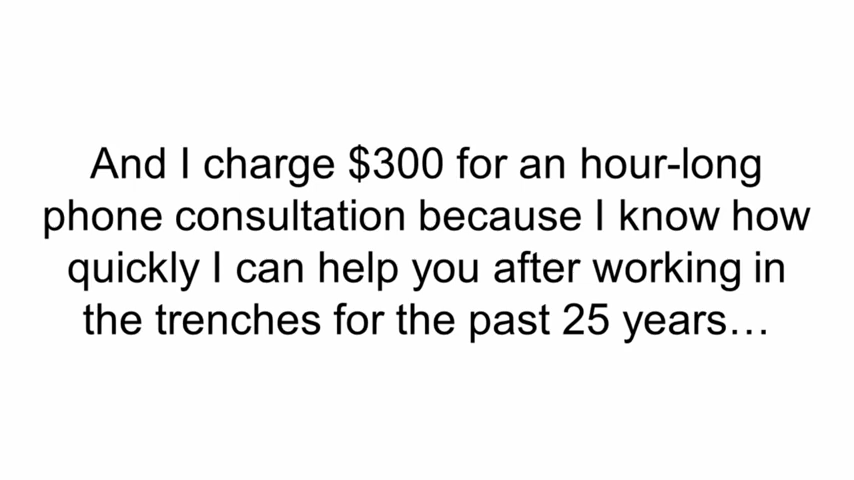 And I charge $300 for an hour-long
phone consultation because I know how
quickly I can help you after working in
the trenches for the past 25 years…